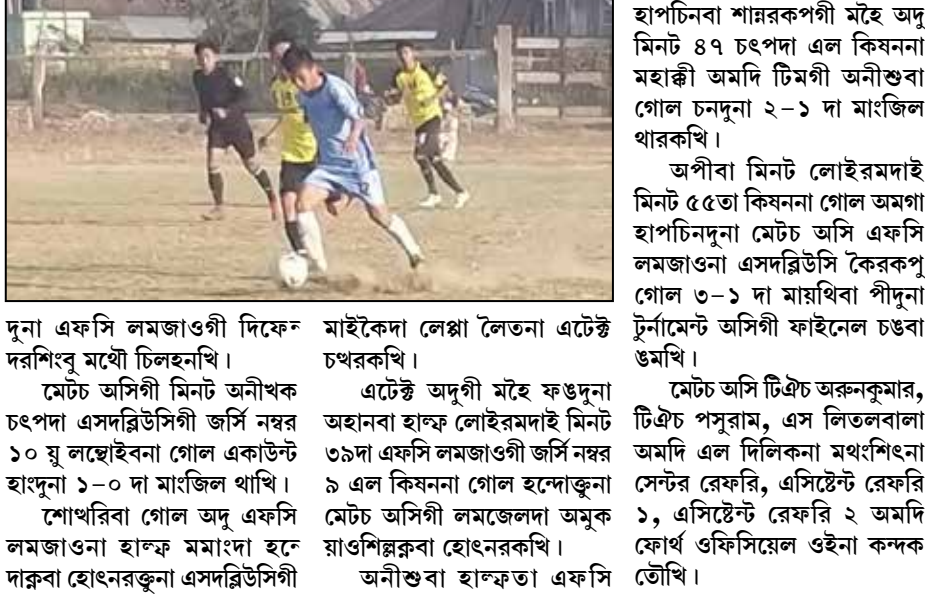 দুনা এফসি লমজাওগী দিফেন্
দরশিংবু মথৌ চিলহনখি।
মেটচ অসিগী মিনট অনীখক
চৎপদা এসদব্লিউসিগী জর্সি নম্বর
১০ য়ু লম্থোইবনা গোল একাউন্ট
হাংদুনা ১-০ দা মাংজিল থাখি।
শোত্থরিবা গোল অদু এফসি
লমজাওনা হাল্ফ মমাংদা হন্দো
দাক্নবা হোৎনরক্তুনা এসদব্লিউসিগী
মাইকৈদা লেপ্পা লৈতনা এটেক্ট
চত্থরকখি।
এটেক্ট অদুগী মহৈ ফঙদুনা
অহানবা হাল্ফ লোইরমদাই মিনট
৩৯দা এফসি লমজাওগী জর্সি নম্বর
৯ এল কিষননা গোল হন্দোক্তুনা
মেটচ অসিগী লমজেলদা অমুক
য়াওশিল্লক্নবা হোৎনরকখি।
অনীশুবা হাল্ফতা এফসি
হাপচিনবা শান্নরকপগী মহৈ অদু
মিনট ৪৭ চৎপদা এল কিষননা
মহাক্কী অমদি টিমগী অনীশুবা
গোল চনদুনা ২-১ দা মাংজিল
থারকখি।
অপীবা মিনট লোইরমদাই
মিনট ৫৫তা কিষননা গোল অমগা
হাপচিনদুনা মেটচ অসি এফসি
লমজাওনা এসদব্লিউসি কৈরকপু
গোল ৩-১ দা মায়থিবা পীদুনা
টুর্নামেন্ট অসিগী ফাইনেল চঙবা
ঙমখি।
মেটচ অসি টিঐচ অরুনকুমার,
টিঐচ পসুরাম, এস লিতলবালা
অমদি এল দিলিকনা মথংশিৎনা
সেন্টর রেফরি, এসিষ্টেন্ট রেফরি
১, এসিষ্টেন্ট রেফরি ২ অমদি
ফোর্থ ওফিসিয়েল ওইনা কন্দক
তৌখি।